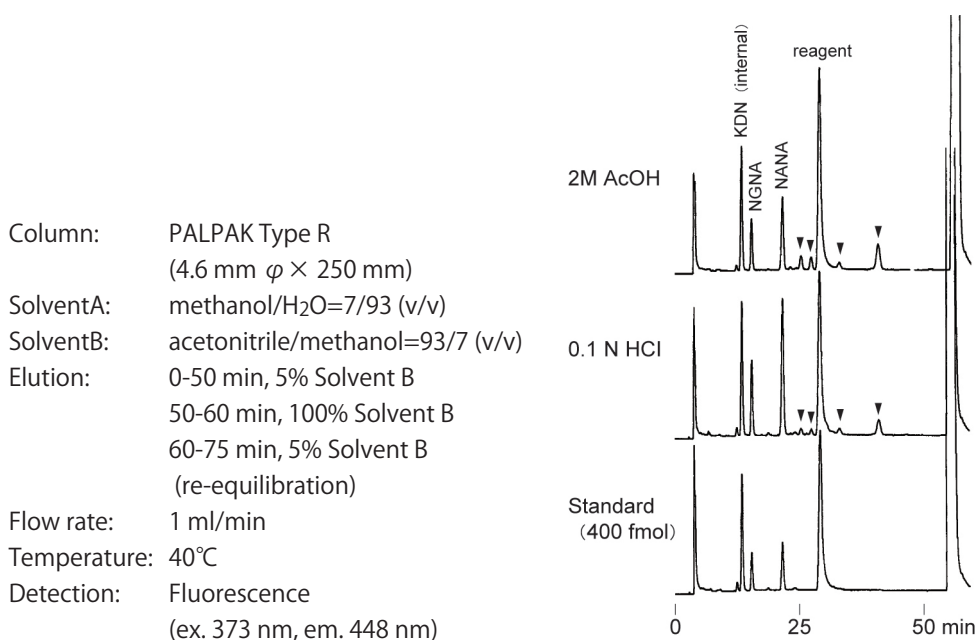 Column: PALPAK Type R
(4.6 mm φ × 250 mm)
SolventA: methanol/H2O=7/93 (v/v)
SolventB: acetonitrile/methanol=93/7 (v/v)
Elution: 0-50 min, 5% Solvent B
50-60 min, 100% Solvent B
60-75 min, 5% Solvent B
(re-equilibration)
Flow rate: 1 ml/min
Temperature: 40℃
Detection: Fluorescence
(ex. 373 nm, em. 448 nm)
KDN (internal)
NGNA
NANA
reagent
2M AcOH
0.1 N HCl
Standard
(400 fmol)
0 25 50 min